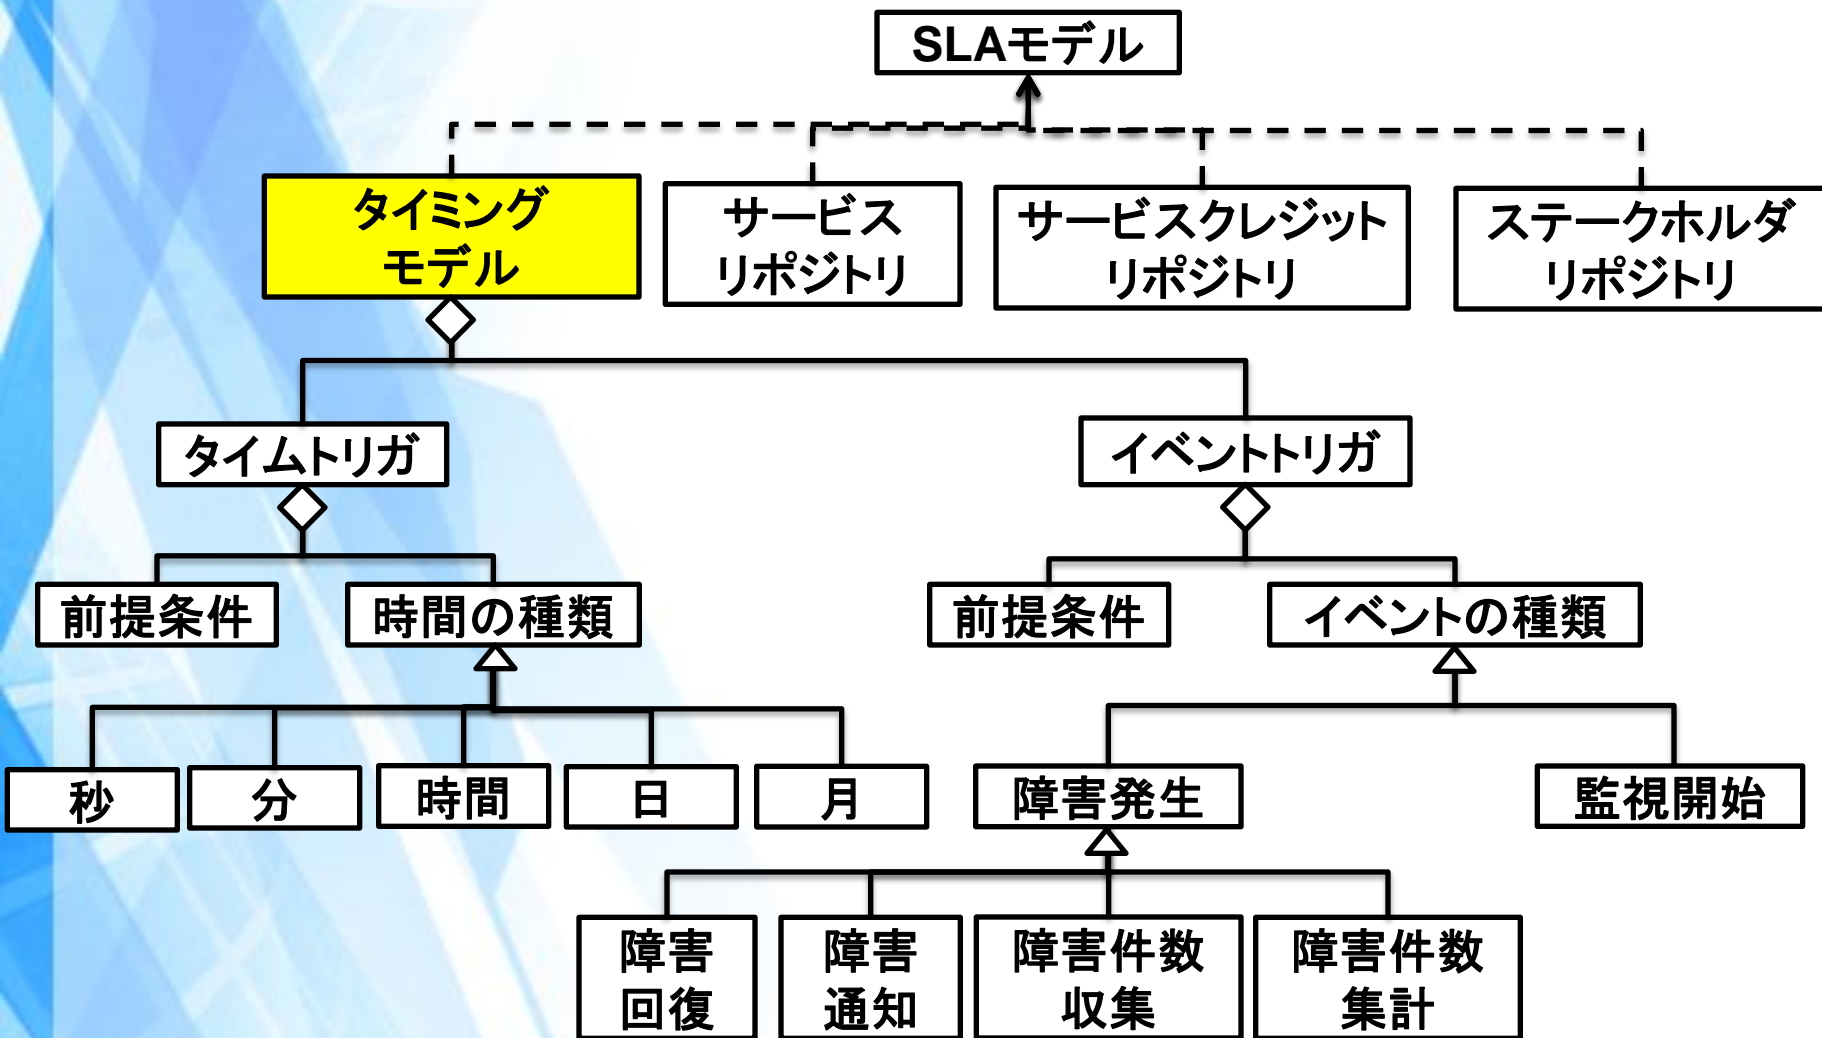 SLAモデル
タイミング
モデル
サービス
リポジトリ
サービスクレジット
リポジトリ
ステークホルダ
リポジトリ
タイムトリガ
イベントトリガ
前提条件
時間の種類
前提条件
イベントの種類
秒
分
時間
日
月
障害発生
監視開始
障害
回復
障害
通知
障害件数
収集
障害件数
集計